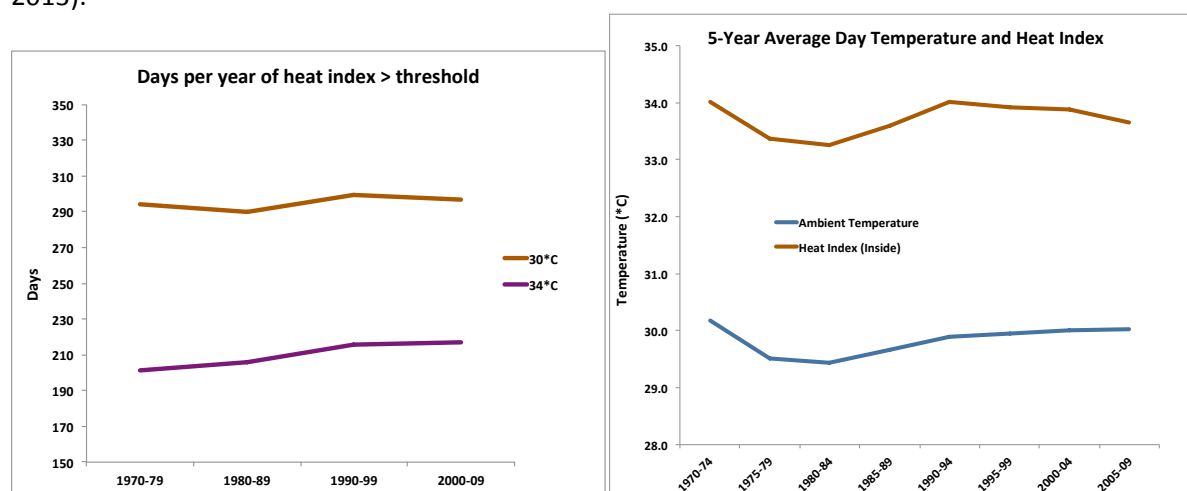 Days per year of heat index > threshold
350
330
310
290
270
250
230
210
190
170
150
Days
30*C
34*C
1970-79 1980-89 1990-99 2000-09
5-Year Average Day Temperature and Heat Index
35.0
34.0
33.0
32.0
31.0
30.0
29.0
28.0
Temperature (*C)
Ambient Temperature
Heat Index (Inside)
1970-74 1975-79 1980-84 1985-89 1990-94 1995-99 2000-04 2005-09